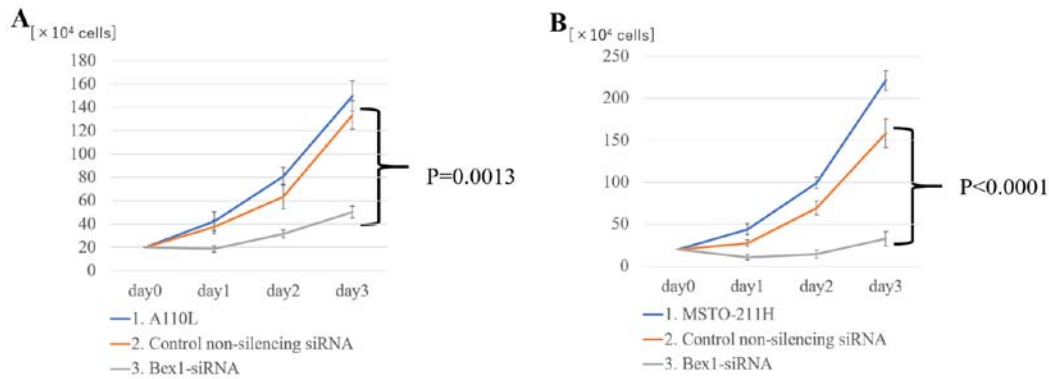 A
[×10⁴ cells]
180
160
140
120
100
80
60
40
20
0
day0 day1 day2 day3
P=0.0013
1. A110L
2. Control non-silencing siRNA
3. Bex1-siRNA
B
[×10⁴ cells]
250
200
150
100
50
0
day0 day1 day2 day3
P<0.0001
1. MSTO-211H
2. Control non-silencing siRNA
3. Bex1-siRNA